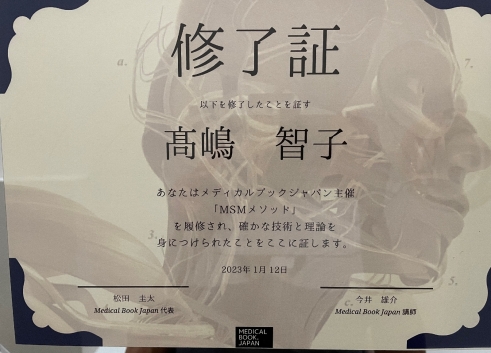 修了証
a.
7.
以下を修了したことを証す
髙嶋 智子
あなたはメディカルブックジャパン主催
「MSMメソッド」
を履修され、確かな技術と理論を
身につけられたことをここに証します。
3.
2023年 1月 12日
5.
松田 圭太
Medical Book Japan 代表
今井 雄介
Medical Book Japan 講師
MEDICAL
BOOK
JAPAN